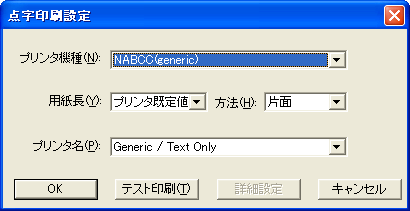 点字印刷設定
プリンタ機種(N): NABCC(generic)
用紙長(Y): プリンタ既定値 方法(H): 片面
プリンタ名(P): Generic / Text Only
OK テスト印刷(T) 詳細設定 キャンセル